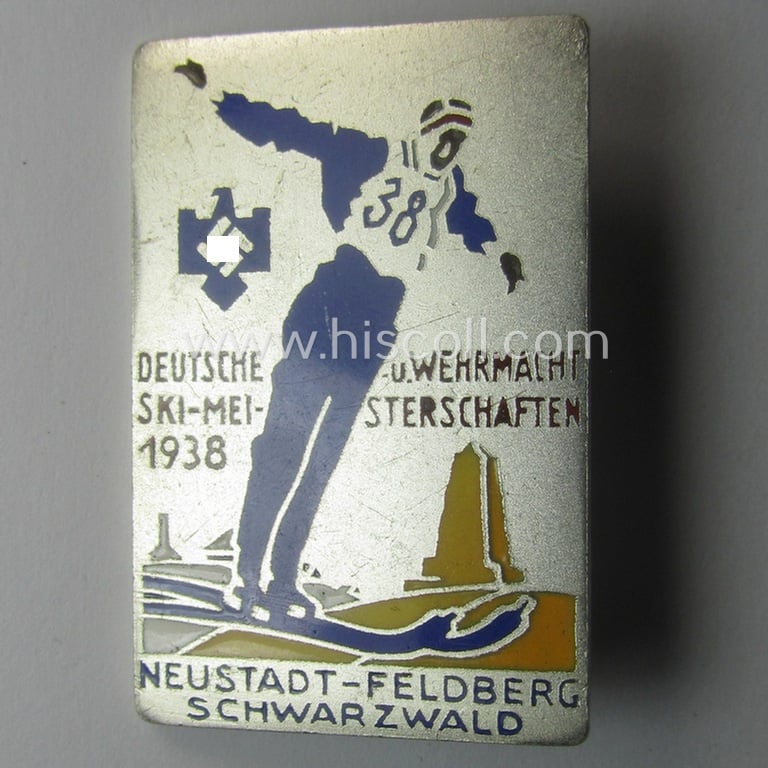 38
www.hiscoll.com
DEUTSCHE -U.WEHRMACHT
SKI-MEI- STERSCHAFTEN
1938
NEUSTADT-FELDBERG
SCHWARZWALD